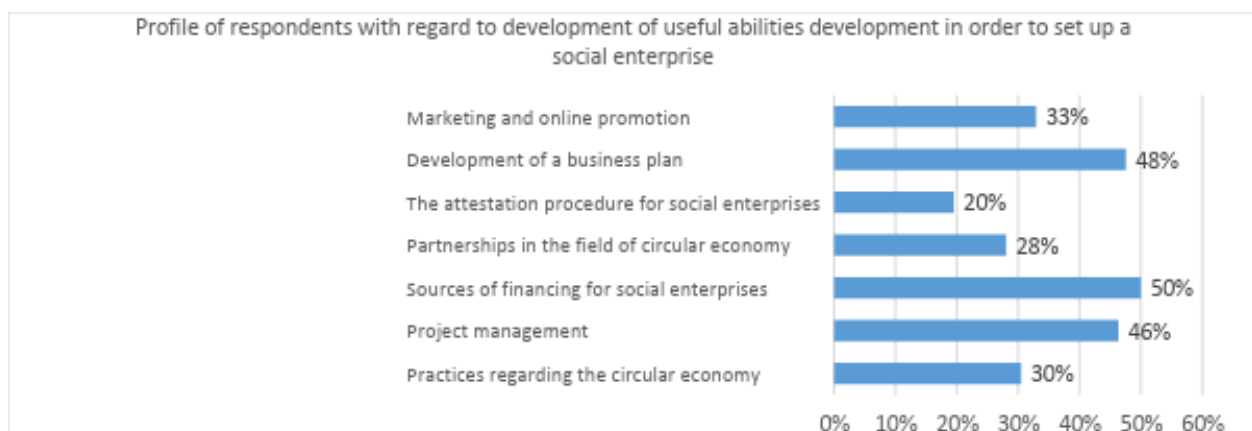 Profile of respondents with regard to development of useful abilities development in order to set up a
social enterprise
Marketing and online promotion
33%
Development of a business plan
48%
The attestation procedure for social enterprises
20%
Partnerships in the field of circular economy
28%
Sources of financing for social enterprises
50%
Project management
46%
Practices regarding the circular economy
30%
0% 10% 20% 30% 40% 50% 60%